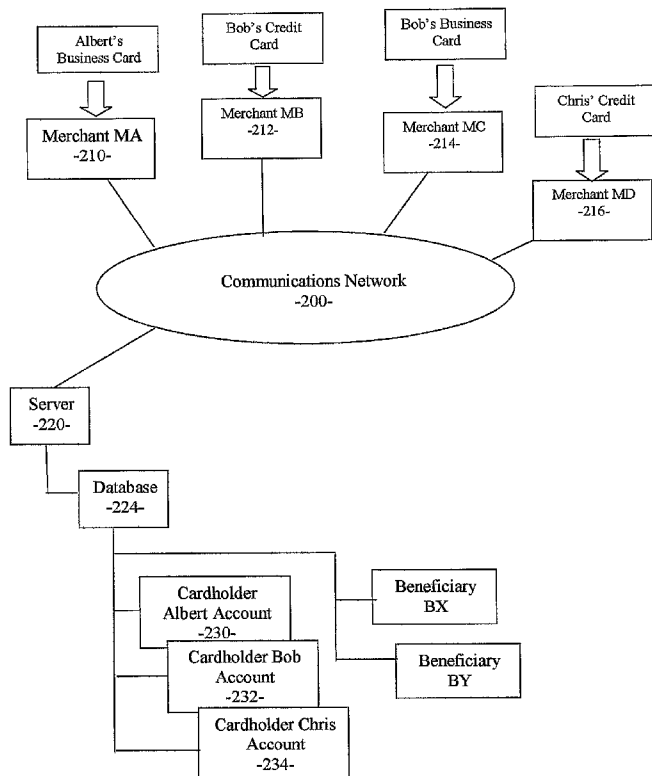 Albert's
Business Card
Bob's Credit
Card
Bob's Business
Card
Chris' Credit
Card
Merchant MA
-210-
Merchant MB
-212-
Merchant MC
-214-
Merchant MD
-216-
Communications Network
-200-
Server
-220-
Database
-224-
Cardholder
Albert Account
-230-
Cardholder Bob
Account
-232-
Cardholder Chris
Account
-234-
Beneficiary
BX
Beneficiary
BY